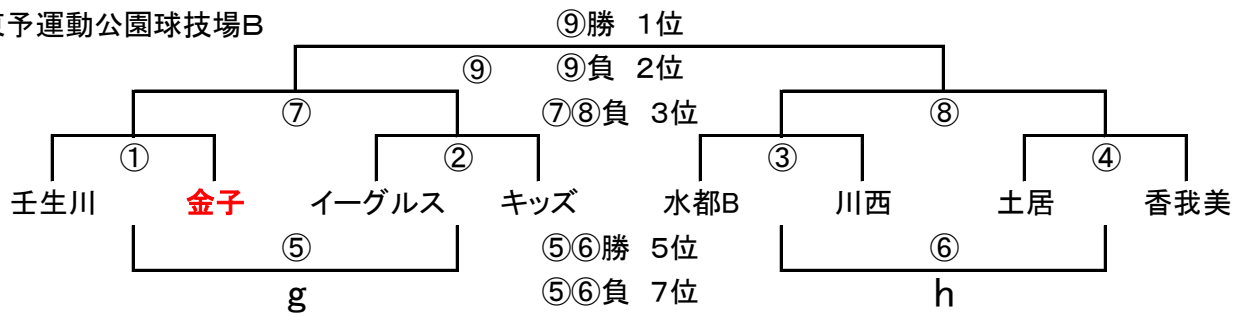 予運動公園球技場B
⑨勝 1位
⑨ ⑨負 2位
⑦ ⑦⑧負 3位 ⑧
① ② ③ ④
壬生川 金子 イーグルス キッズ 水都B 川西 土居 香我美
⑤ ⑤⑥勝 5位 ⑥
g ⑤⑥負 7位 h